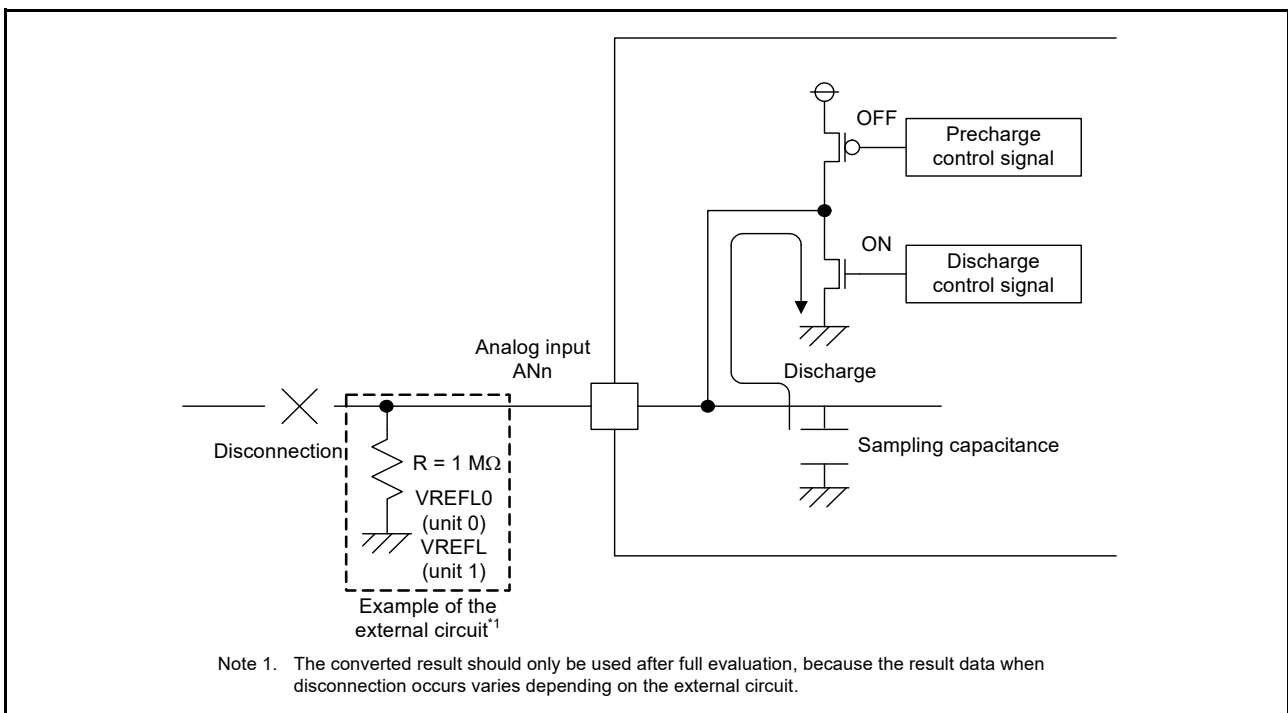 OFF
Precharge
control signal
ON
Discharge
control signal
Analog input
ANn
Discharge
Disconnection
Sampling capacitance
R = 1 MΩ
VREFL0
(unit 0)
VREFL
(unit 1)
Example of the
external circuit*1
Note 1. The converted result should only be used after full evaluation, because the result data when
disconnection occurs varies depending on the external circuit.